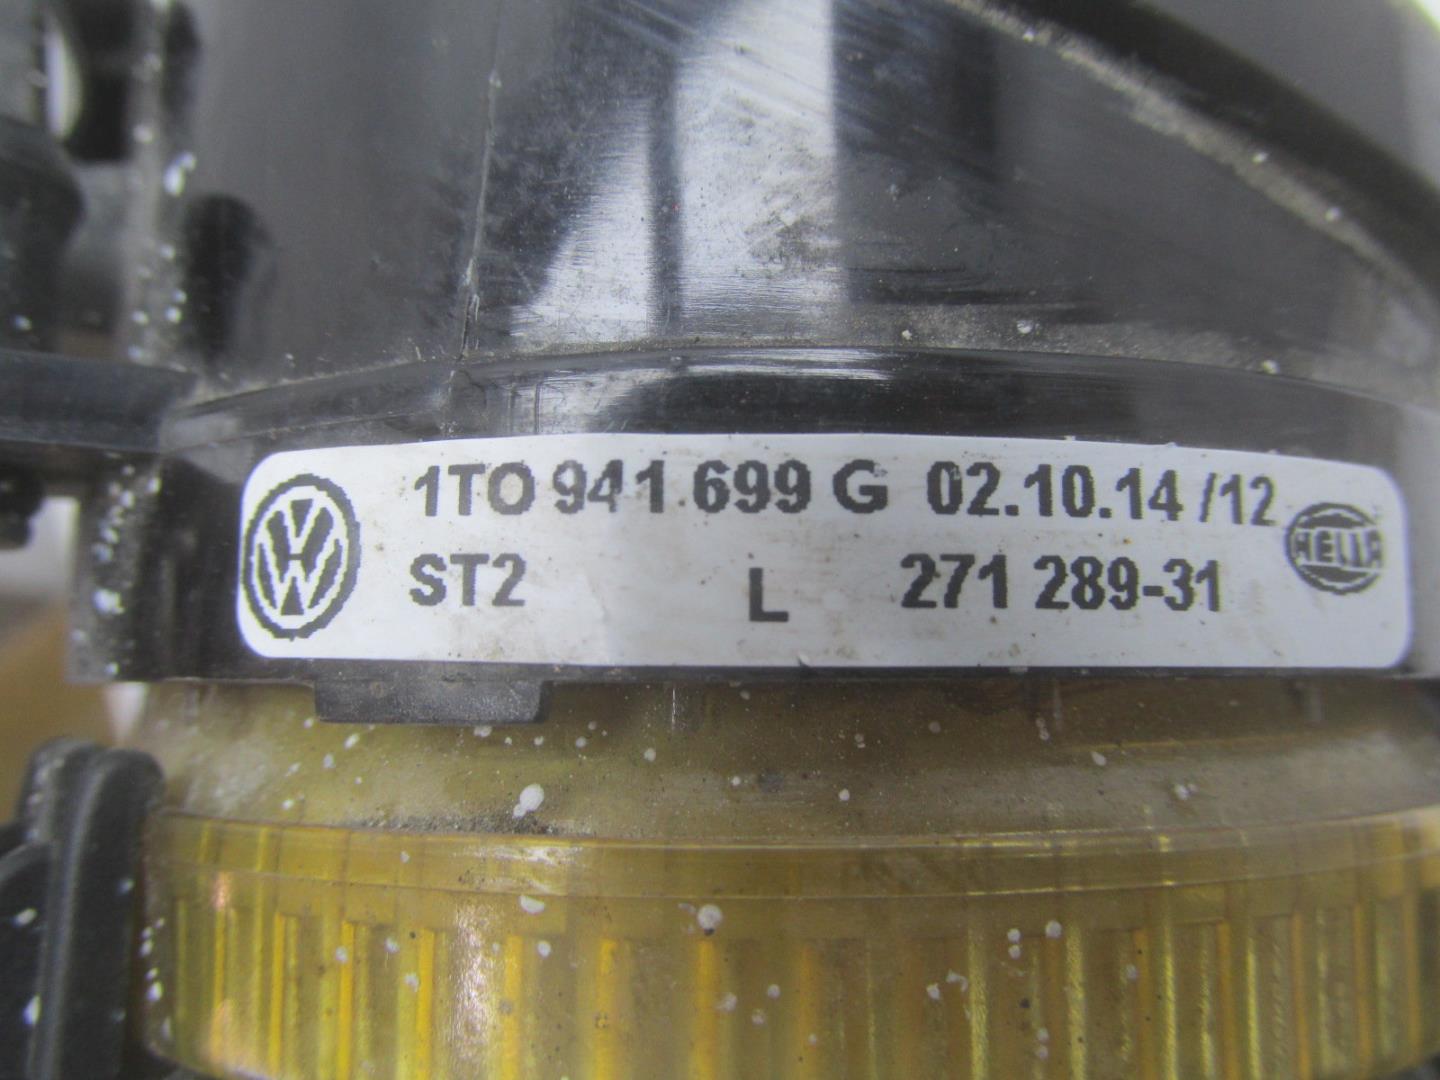 1TO 941 699 G 02.10.14 /12
ST2 L 271 289-31
VW
HELLA